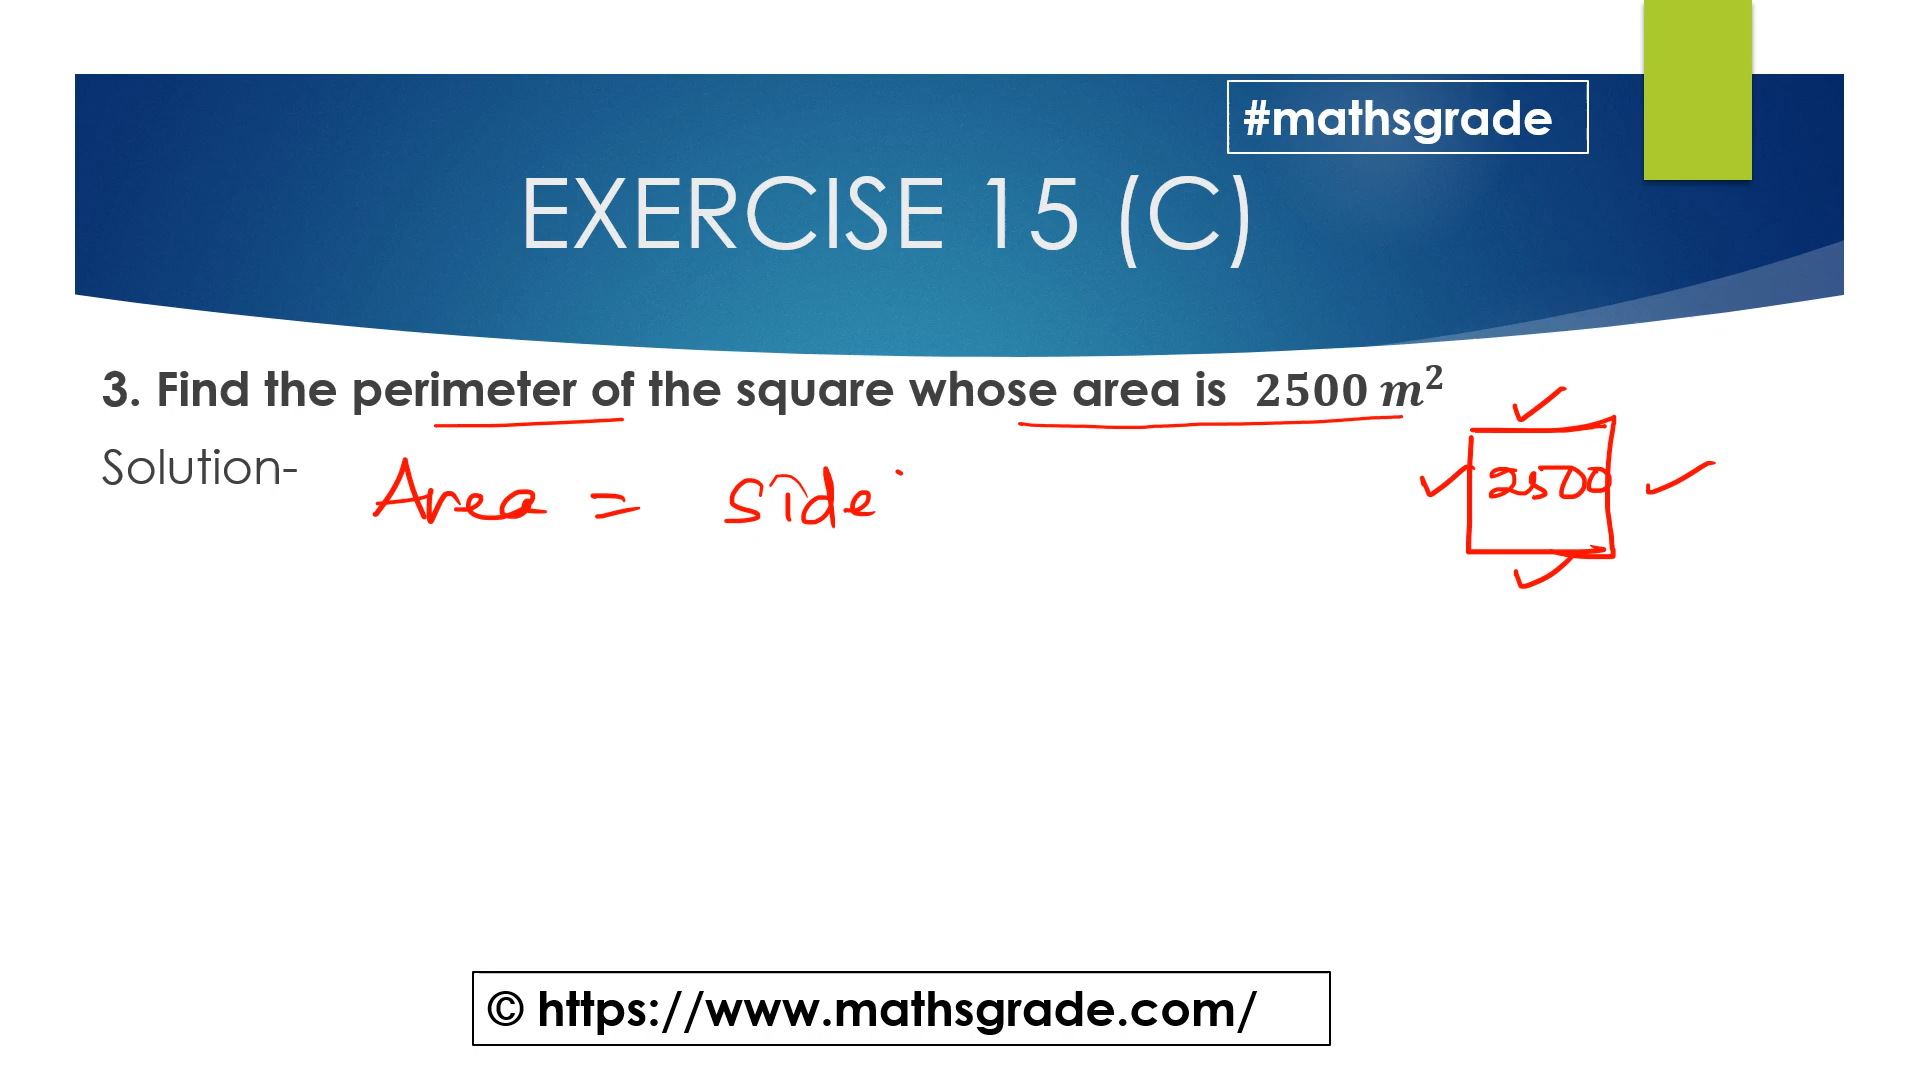 #mathsgrade
EXERCISE 15 (C)
3. Find the perimeter of the square whose area is 2500 m²
Solution-
Area = side
2500
© https://www.mathsgrade.com/